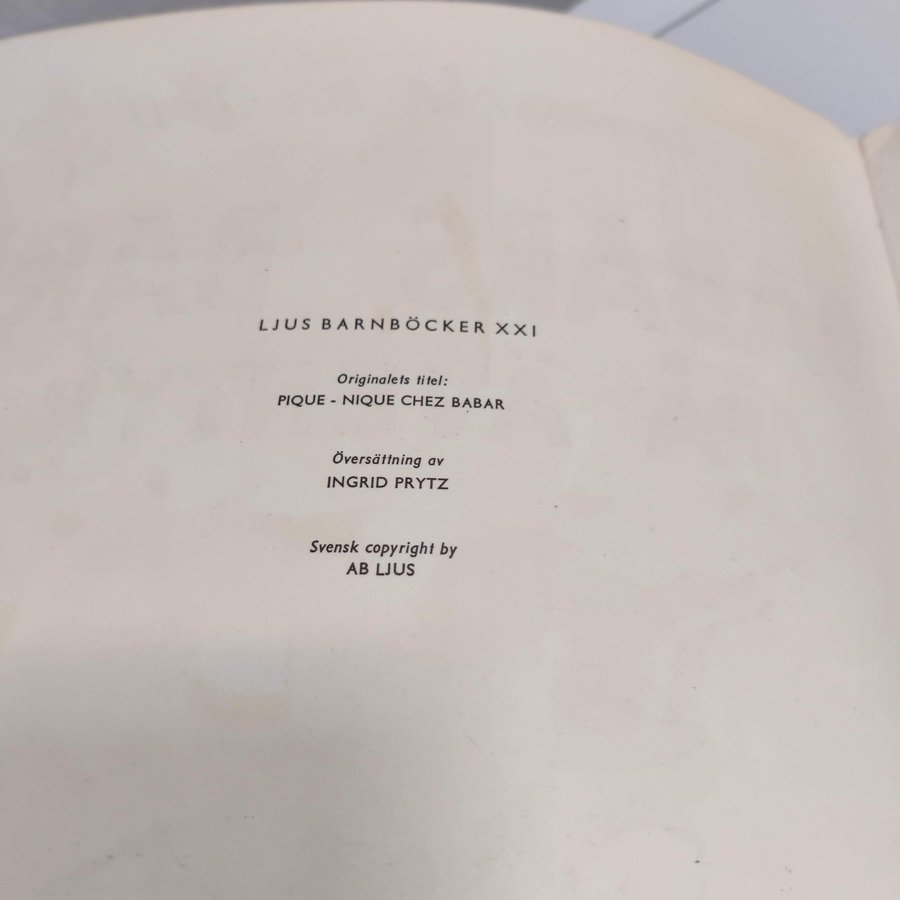 LJUS BARNBÖCKER XXI
Originalets titel:
PIQUE - NIQUE CHEZ BABAR
Översättning av
INGRID PRYTZ
Svensk copyright by
AB LJUS